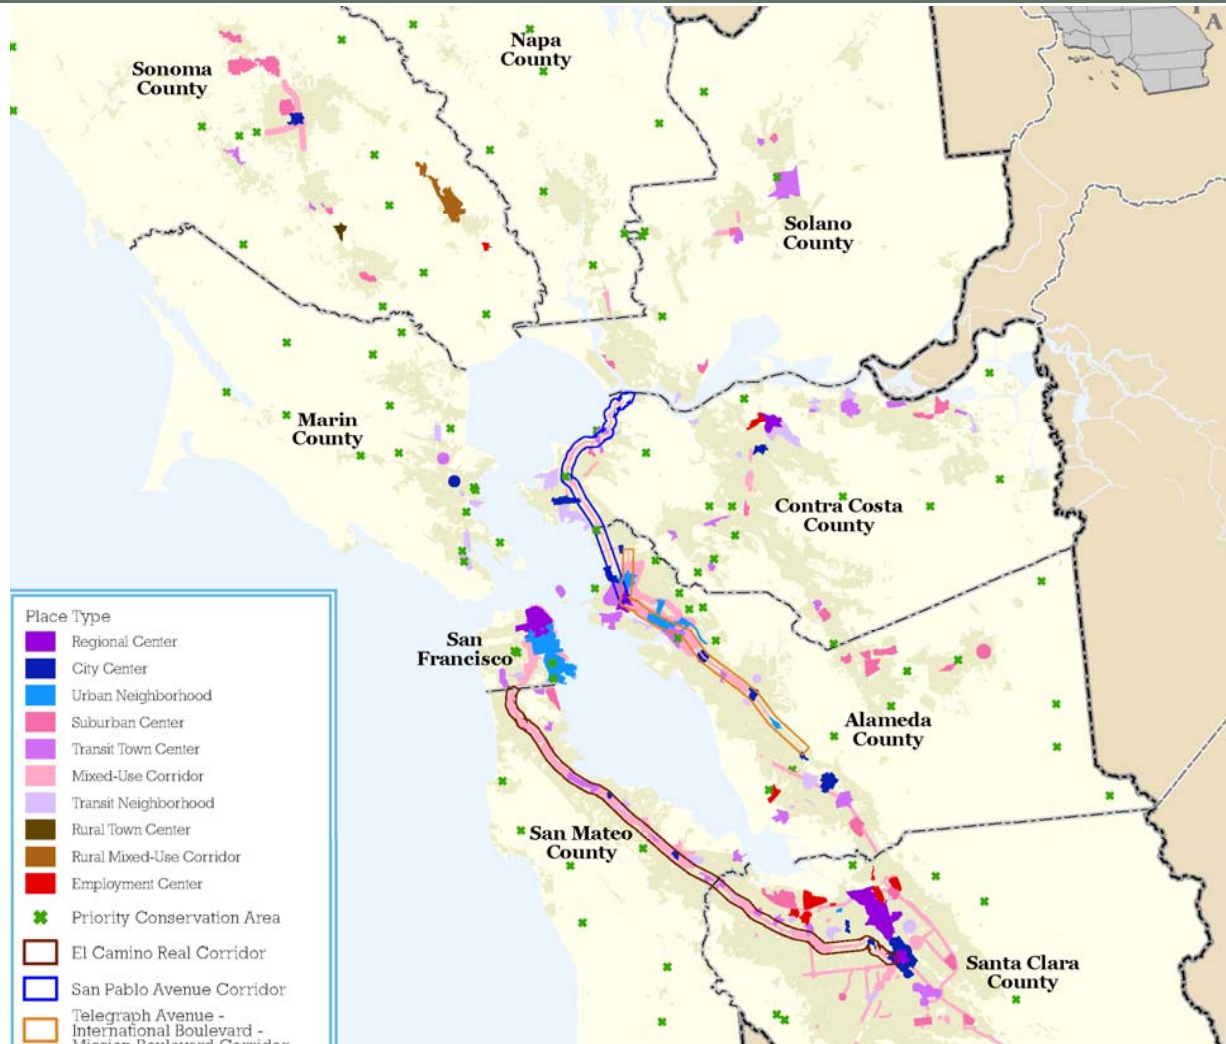 Napa
County
Sonoma
County
Solano
County
Marin
County
Contra Costa
County
San
Francisco
Alameda
County
San Mateo
County
Santa Clara
County
Place Type
Regional Center
City Center
Urban Neighborhood
Suburban Center
Transit Town Center
Mixed-Use Corridor
Transit Neighborhood
Rural Town Center
Rural Mixed-Use Corridor
Employment Center
Priority Conservation Area
El Camino Real Corridor
San Pablo Avenue Corridor
Telegraph Avenue -
International Boulevard -
Mission Boulevard Corridor